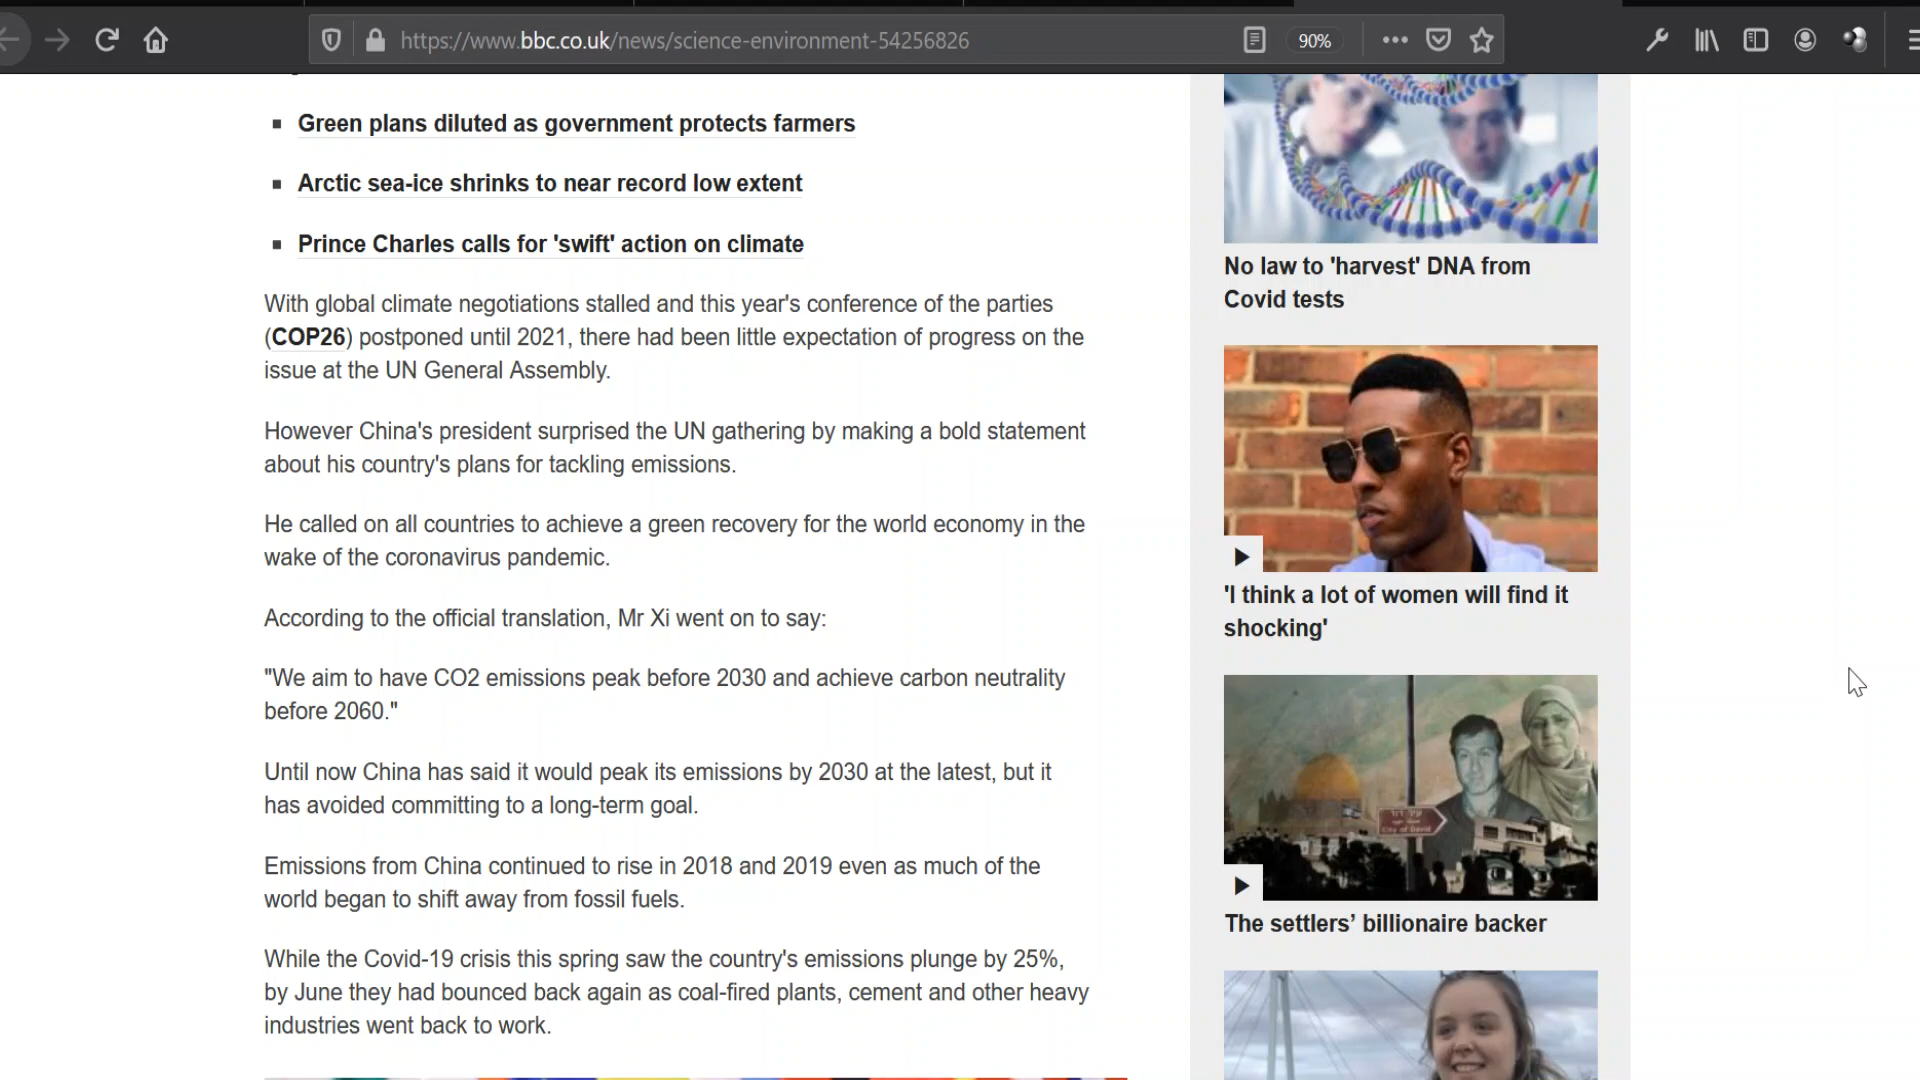 https://www.bbc.co.uk/news/science-environment-54256826
90%
Green plans diluted as government protects farmers
Arctic sea-ice shrinks to near record low extent
Prince Charles calls for 'swift' action on climate
With global climate negotiations stalled and this year's conference of the parties
(COP26) postponed until 2021, there had been little expectation of progress on the
issue at the UN General Assembly.
However China's president surprised the UN gathering by making a bold statement
about his country's plans for tackling emissions.
He called on all countries to achieve a green recovery for the world economy in the
wake of the coronavirus pandemic.
According to the official translation, Mr Xi went on to say:
"We aim to have CO2 emissions peak before 2030 and achieve carbon neutrality
before 2060."
Until now China has said it would peak its emissions by 2030 at the latest, but it
has avoided committing to a long-term goal.
Emissions from China continued to rise in 2018 and 2019 even as much of the
world began to shift away from fossil fuels.
While the Covid-19 crisis this spring saw the country's emissions plunge by 25%,
by June they had bounced back again as coal-fired plants, cement and other heavy
industries went back to work.
No law to 'harvest' DNA from
Covid tests
'I think a lot of women will find it
shocking'
City of David
The settlers’ billionaire backer